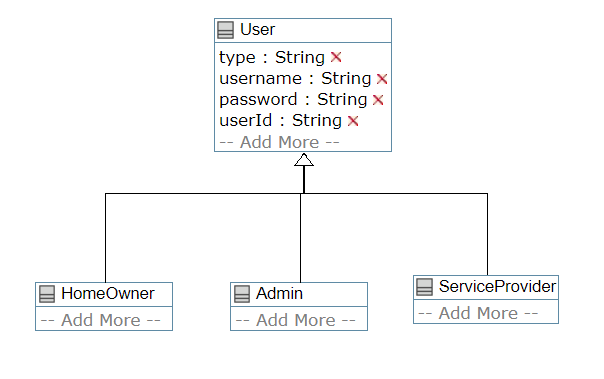 User
type : String
username : String
password : String
userId : String
-- Add More --
HomeOwner
-- Add More --
Admin
-- Add More --
ServiceProvider
-- Add More --